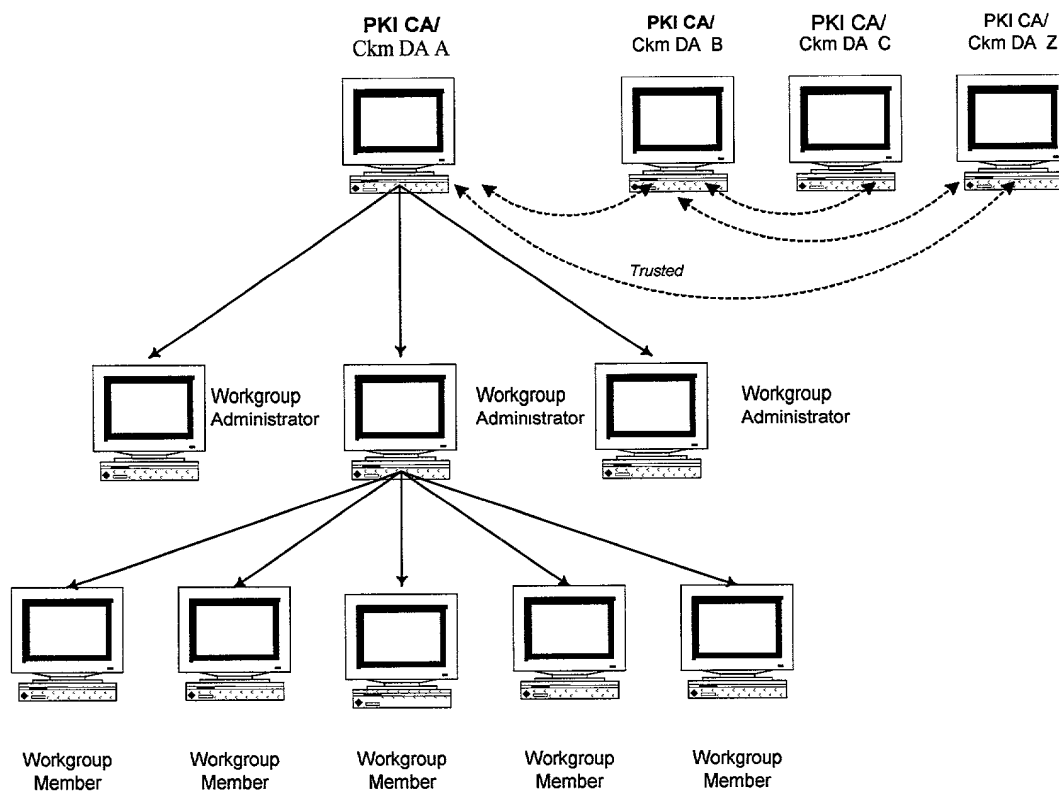 PKI CA/
Ckm DA A
PKI CA/
Ckm DA B
PKI CA/
Ckm DA C
PKI CA/
Ckm DA Z
Trusted
Workgroup
Administrator
Workgroup
Administrator
Workgroup
Administrator
Workgroup
Member
Workgroup
Member
Workgroup
Member
Workgroup
Member
Workgroup
Member